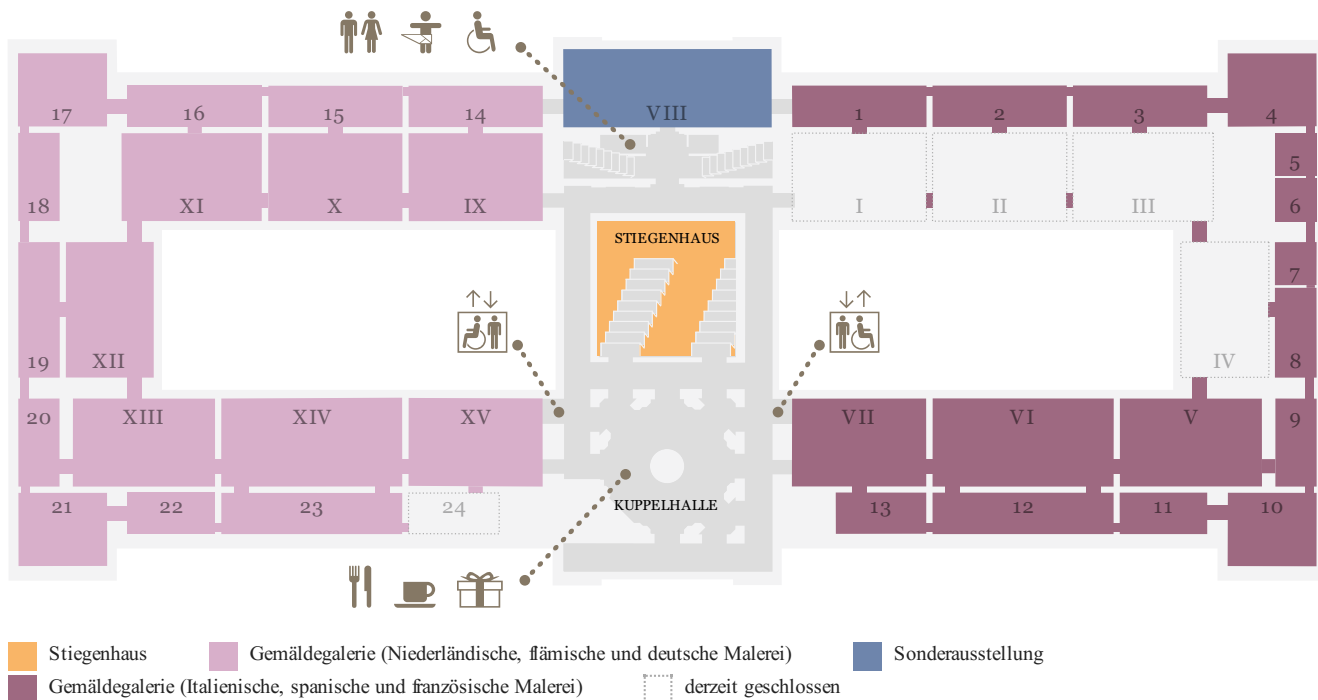 17
16
15
14
VIII
1
2
3
4
18
XI
X
IX
I
II
III
5
6
STIEGENHAUS
19
XII
IV
7
8
20
XIII
XIV
XV
VII
VI
V
9
21
22
23
24
KUPPELHALLE
13
12
11
10
Stiegenhaus
Gemäldegalerie (Niederländische, flämische und deutsche Malerei)
Sonderausstellung
Gemäldegalerie (Italienische, spanische und französische Malerei)
derzeit geschlossen